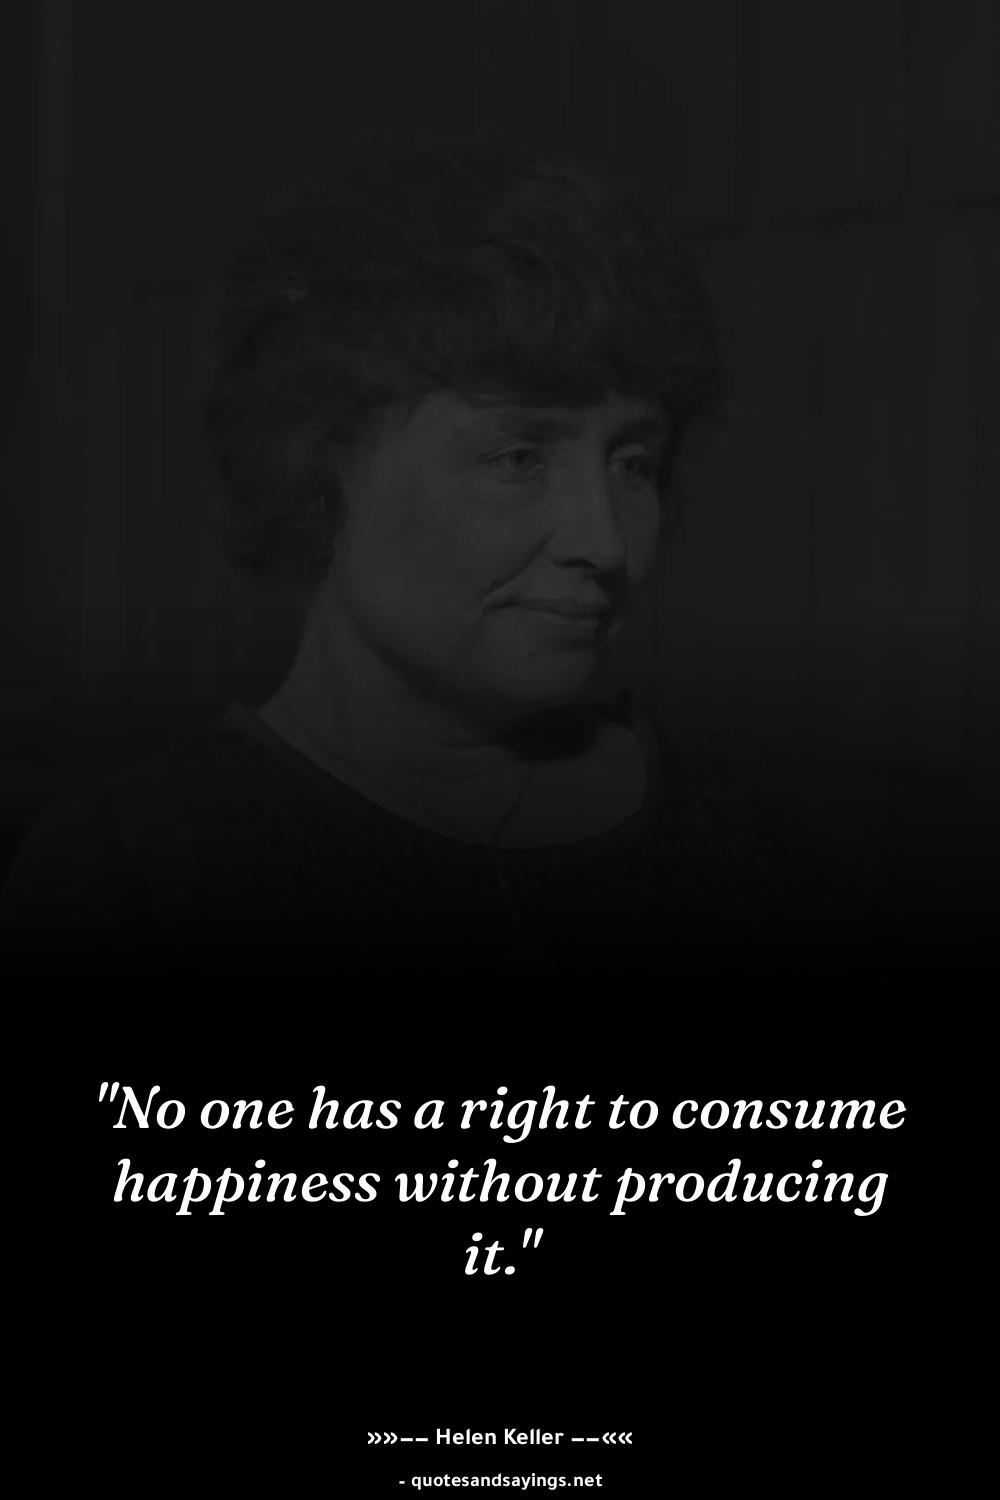 "No one has a right to consume
happiness without producing
it."
»»–– Helen Keller ––««
- quotesandsayings.net